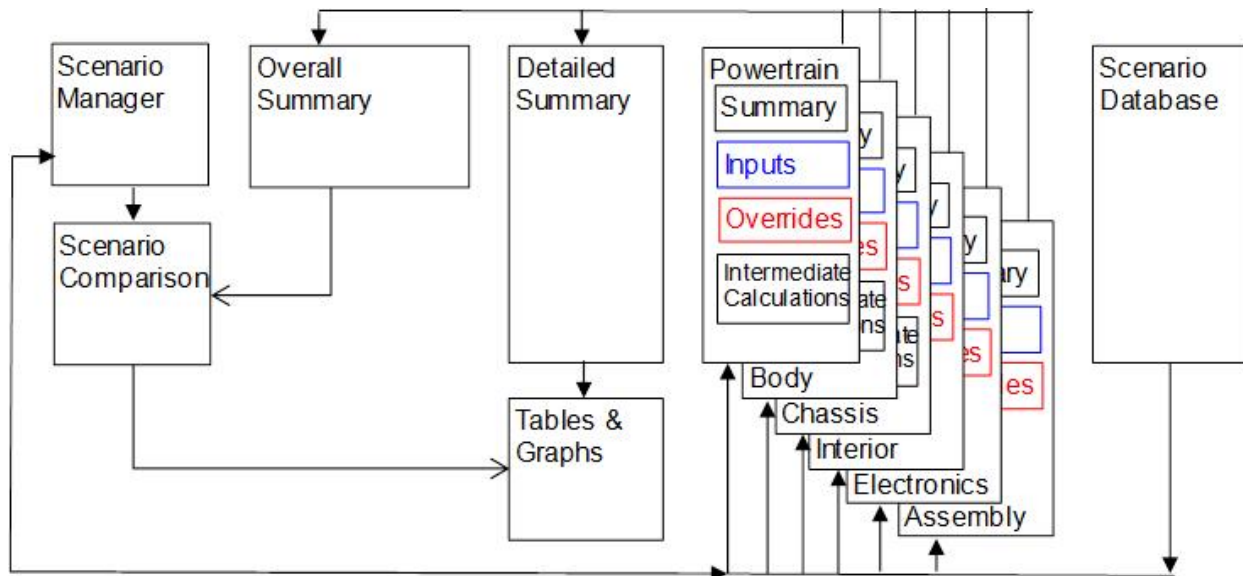 Scenario
Manager
Overall
Summary
Detailed
Summary
Powertrain
Summary
Inputs
Overrides
Intermediate
Calculations
Scenario
Database
Scenario
Comparison
Tables &
Graphs
Body
Chassis
Interior
Electronics
Assembly